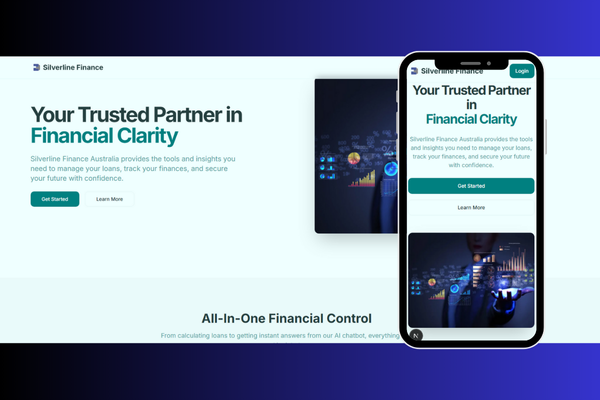 Silverline Finance
Your Trusted Partner in
Financial Clarity
Silverline Finance Australia provides the tools and insights you
need to manage your loans, track your finances, and secure
your future with confidence.
Get Started
Learn More
All-In-One Financial Control
From calculating loans to getting instant answers from our AI chatbot, everything
Silverline Finance
Login
Your Trusted Partner
in
Financial Clarity
Silverline Finance Australia provides the tools
and insights you need to manage your loans,
track your finances, and secure your future
with confidence.
Get Started
Learn More
N